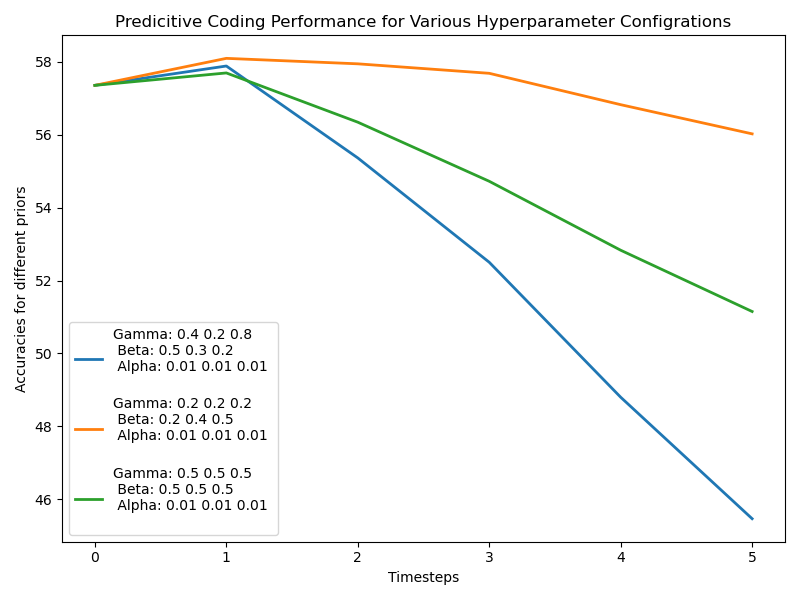 Predicitive Coding Performance for Various Hyperparameter Configrations
Accuracies for different priors
58
56
54
52
50
48
46
Gamma: 0.4 0.2 0.8
Beta: 0.5 0.3 0.2
Alpha: 0.01 0.01 0.01
Gamma: 0.2 0.2 0.2
Beta: 0.2 0.4 0.5
Alpha: 0.01 0.01 0.01
Gamma: 0.5 0.5 0.5
Beta: 0.5 0.5 0.5
Alpha: 0.01 0.01 0.01
0 1 2 3 4 5
Timesteps